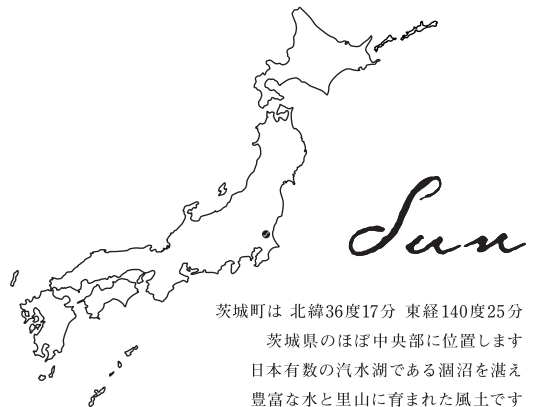 Sun
茨城町は 北緯36度17分 東経140度25分
茨城県のほぼ中央部に位置します
日本有数の汽水湖である涸沼を湛え
豊富な水と里山に育まれた風土です